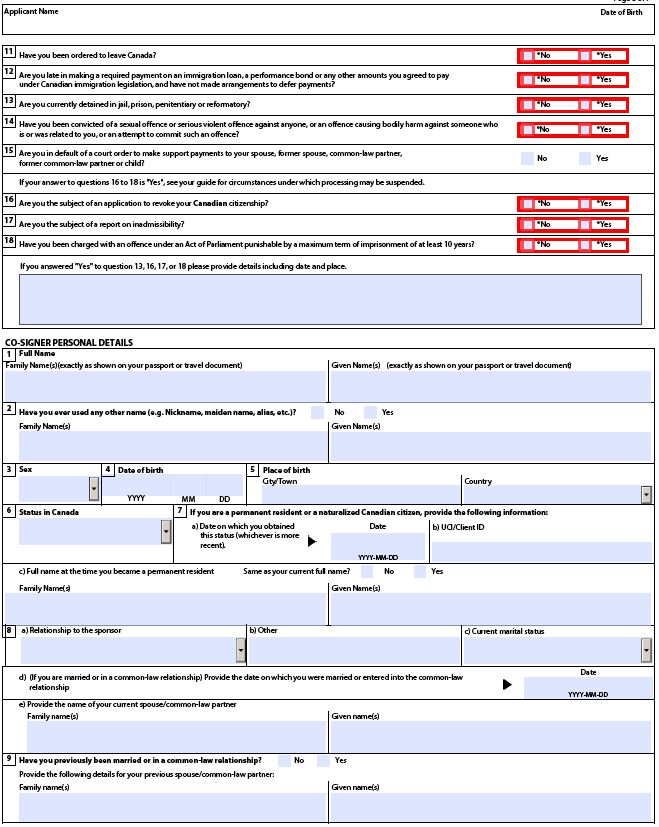 Applicant Name
Date of Birth
11 Have you been ordered to leave Canada? *No *Yes
12 Are you late in making a required payment on an immigration loan, a performance bond or any other amounts you agreed to pay
under Canadian immigration legislation, and have not made arrangements to defer payments? *No *Yes
13 Are you currently detained in jail, prison, penitentiary or reformatory? *No *Yes
14 Have you been convicted of a sexual offence or serious violent offence against anyone, or an offence causing bodily harm against someone who
is or was related to you, or an attempt to commit such an offence? *No *Yes
15 Are you in default of a court order to make support payments to your spouse, former spouse, common-law partner,
former common-law partner or child? No Yes
If your answer to questions 16 to 18 is "Yes", see your guide for circumstances under which processing may be suspended.
16 Are you the subject of an application to revoke your Canadian citizenship? *No *Yes
17 Are you the subject of a report on inadmissibility? *No *Yes
18 Have you been charged with an offence under an Act of Parliament punishable by a maximum term of imprisonment of at least 10 years? *No *Yes
If you answered "Yes" to question 13, 16, 17, or 18 please provide details including date and place.
CO-SIGNER PERSONAL DETAILS
1 Full Name
Family Name(s)(exactly as shown on your passport or travel document)
Given Name(s) (exactly as shown on your passport or travel document)
2 Have you ever used any other name (e.g. Nickname, maiden name, alias, etc.)? No Yes
Family Name(s)
Given Name(s)
3 Sex
4 Date of birth
YYYY MM DD
5 Place of birth
City/Town
Country
6 Status in Canada
7 If you are a permanent resident or a naturalized Canadian citizen, provide the following information:
a) Date on which you obtained
this status (whichever is more
recent).
Date
YYYY-MM-DD
b) UCI/Client ID
c) Full name at the time you became a permanent resident Same as your current full name? No Yes
Family Name(s)
Given Name(s)
8 a) Relationship to the sponsor
b) Other
c) Current marital status
d) (If you are married or in a common-law relationship) Provide the date on which you were married or entered into the common-law
relationship
Date
YYYY-MM-DD
e) Provide the name of your current spouse/common-law partner
Family name(s)
Given name(s)
9 Have you previously been married or in a common-law relationship? No Yes
Provide the following details for your previous spouse/common-law partner:
Family name(s)
Given name(s)